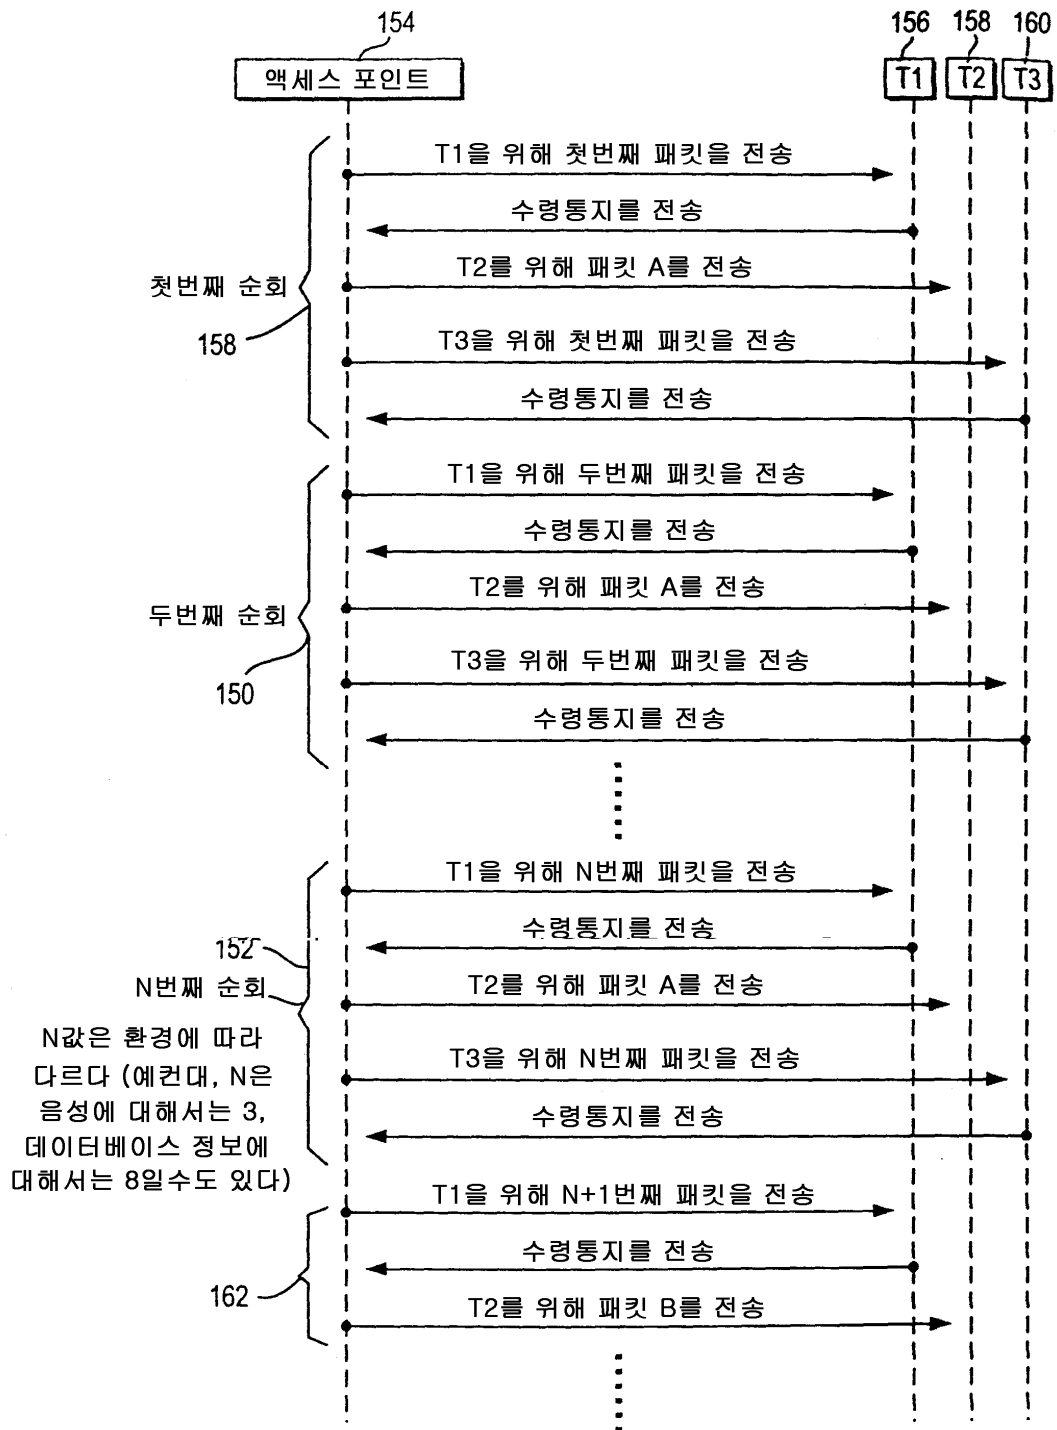 154
156 158 160
액세스 포인트
T1 T2 T3
T1을 위해 첫번째 패킷을 전송
수령통지를 전송
T2를 위해 패킷 A를 전송
첫번째 순회
158
T3을 위해 첫번째 패킷을 전송
수령통지를 전송
T1을 위해 두번째 패킷을 전송
수령통지를 전송
T2를 위해 패킷 A를 전송
두번째 순회
150
T3을 위해 두번째 패킷을 전송
수령통지를 전송
T1을 위해 N번째 패킷을 전송
수령통지를 전송
152
N번째 순회
T2를 위해 패킷 A를 전송
N값은 환경에 따라
다르다 (예컨대, N은
음성에 대해서는 3,
데이터베이스 정보에
대해서는 8일수도 있다)
T3을 위해 N번째 패킷을 전송
수령통지를 전송
T1을 위해 N+1번째 패킷을 전송
수령통지를 전송
162
T2를 위해 패킷 B를 전송